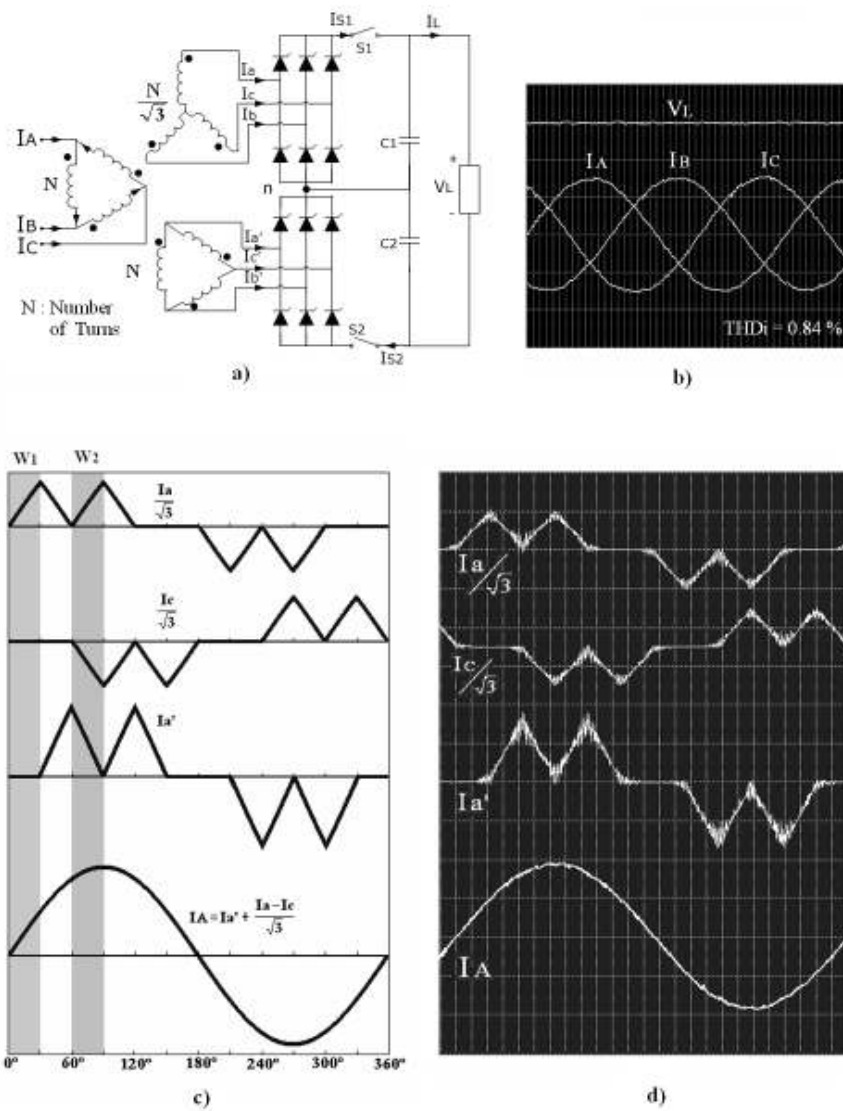 IS1
S1
IL
Ia
Ic
Ib
N
√3
IA
N
IB
IC
n
C1
VL
+
-
C2
Ia'
Ic'
Ib'
N
N : Number
of Turns
S2
IS2
a)
VL
IA IB IC
THDi = 0.84 %
b)
W1 W2
Ia
√3
Ic
√3
Ia'
IA = Ia' + Ia-Ic
√3
0° 60° 120° 180° 240° 300° 360°
c)
Ia/√3
Ic/√3
Ia'
IA
d)